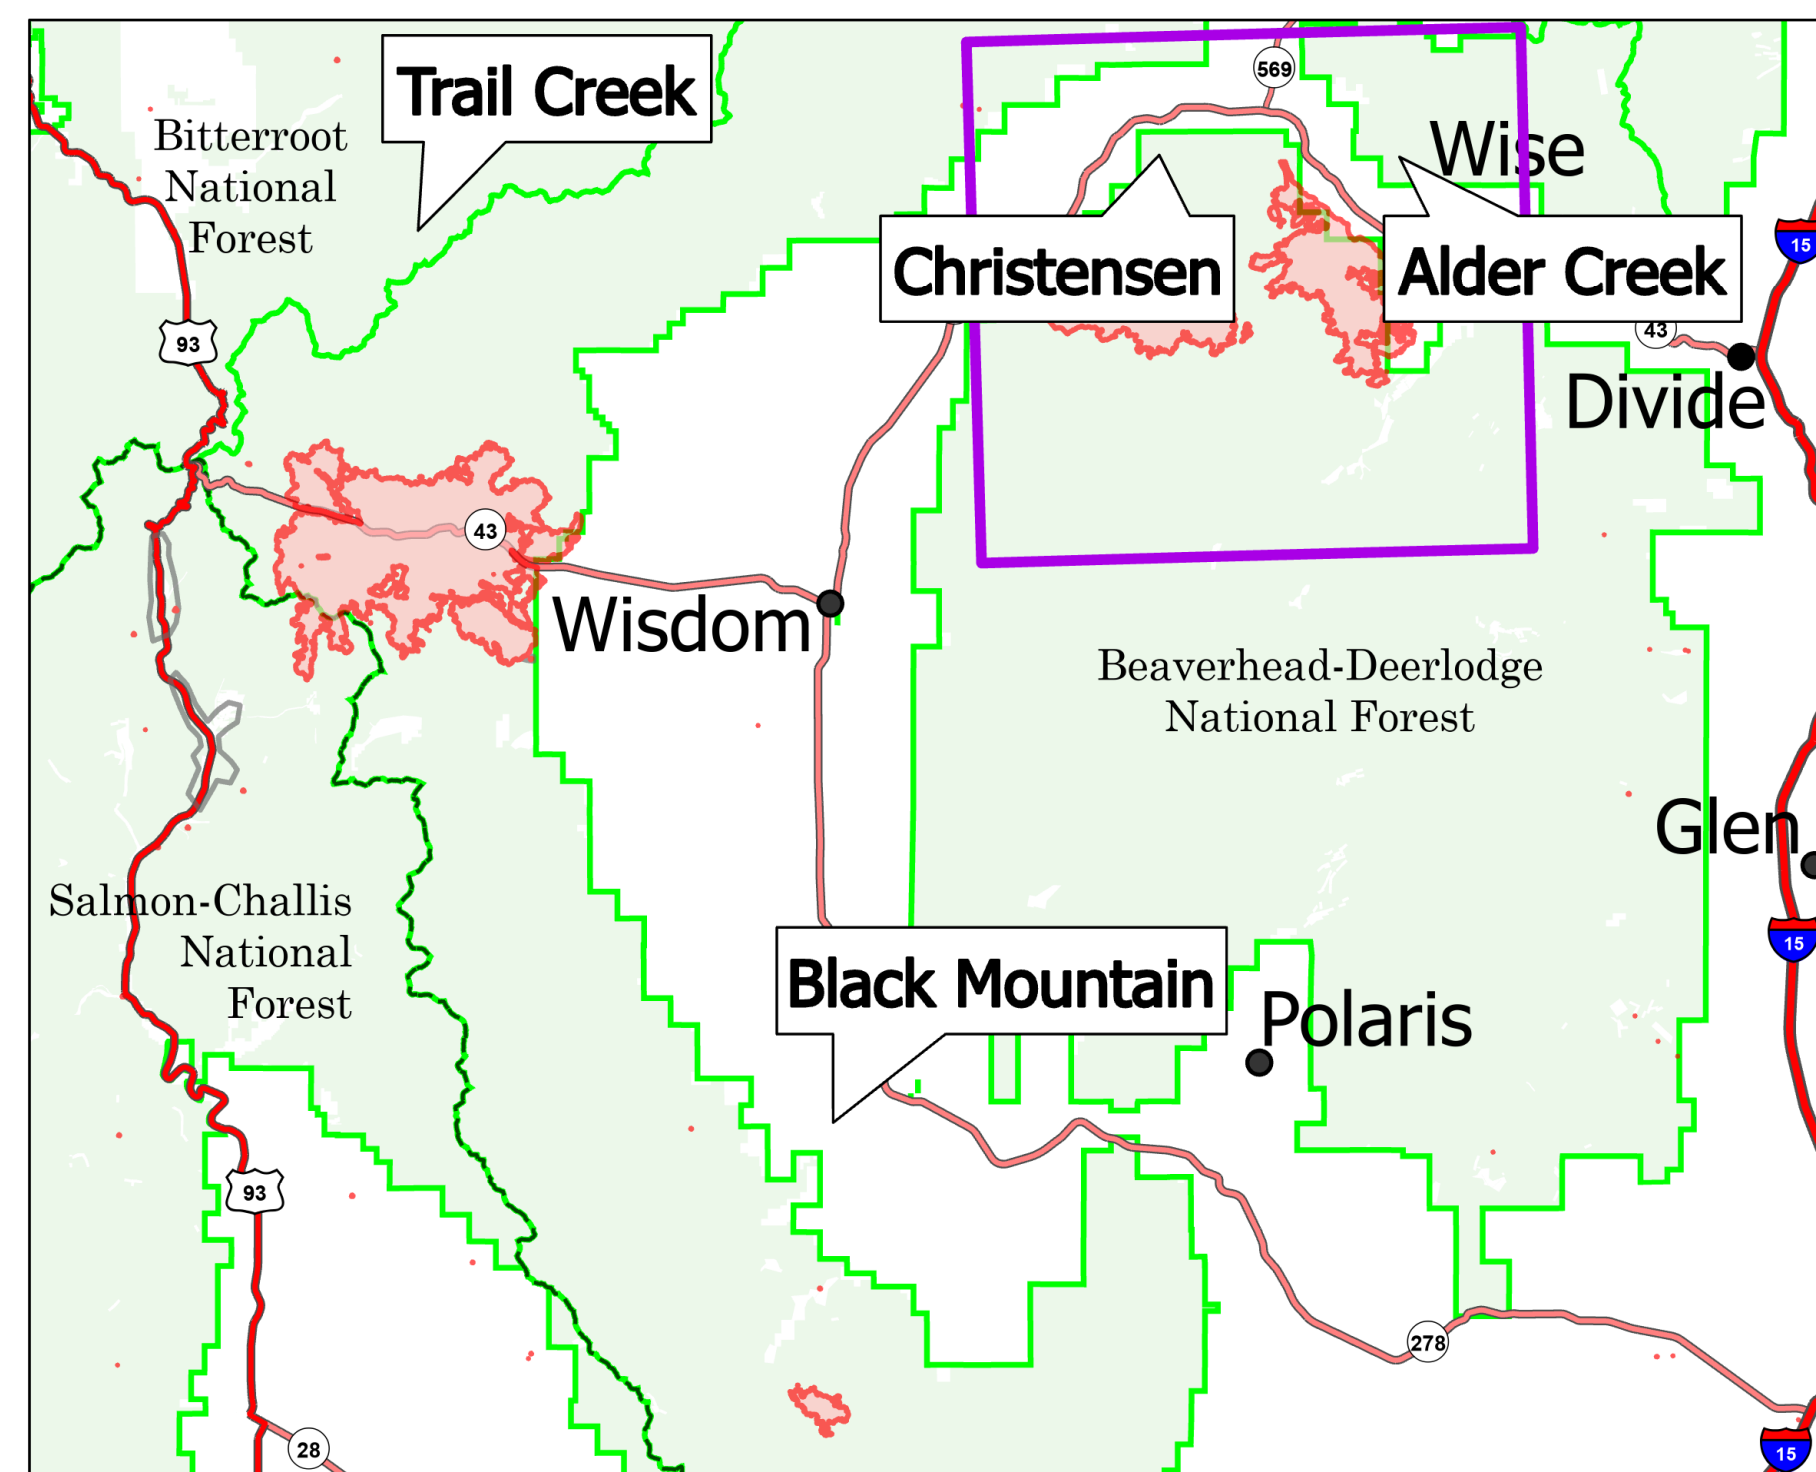 Trail Creek
569
Bitterroot
National
Forest
Wise
15
Christensen
Alder Creek
93
43
Divide
43
Wisdom
Beaverhead-Deerlodge
National Forest
Glen
Salmon-Challis
National
Forest
15
Black Mountain
Polaris
93
278
28
15